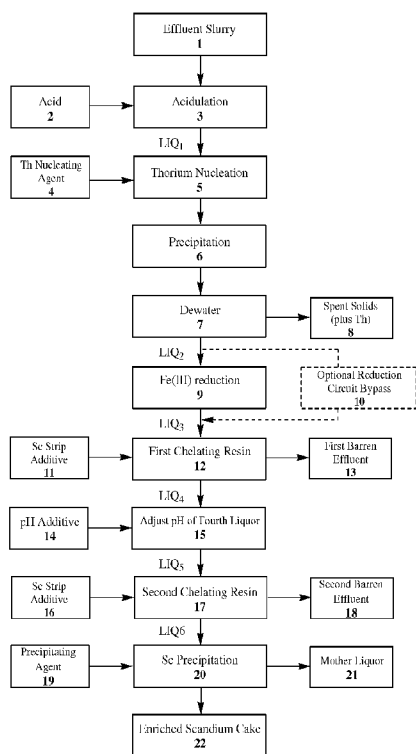 Effluent Slurry
1
Acid
2
Acidulation
3
LIQ1
Th Nucleating
Agent
4
Thorium Nucleation
5
Precipitation
6
Dewater
7
Spent Solids
(plus Th)
8
LIQ2
Fe(III) reduction
9
Optional Reduction
Circuit Bypass
10
LIQ3
Sc Strip
Additive
11
First Chelating Resin
12
First Barren
Effluent
13
LIQ4
pH Additive
14
Adjust pH of Fourth Liquor
15
LIQ5
Sc Strip
Additive
16
Second Chelating Resin
17
Second Barren
Effluent
18
LIQ6
Precipitating
Agent
19
Sc Precipitation
20
Mother Liquor
21
Enriched Scandium Cake
22